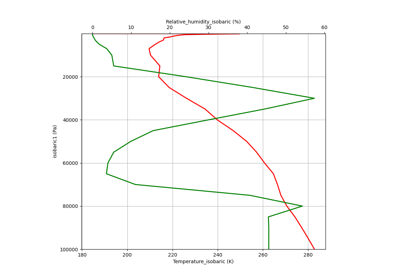 Relative_humidity_isobaric (%)
0 10 20 30 40 50 60
20000
40000
60000
80000
100000
isobaric1 (Pa)
180 200 220 240 260 280
Temperature_isobaric (K)